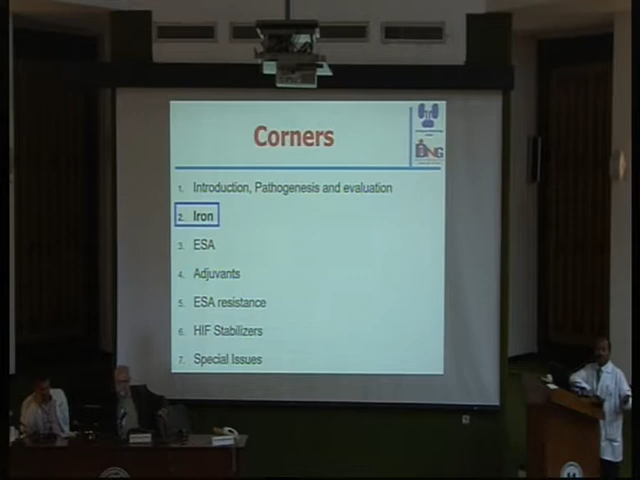 Corners
1. Introduction, Pathogenesis and evaluation
2. Iron
3. ESA
4. Adjuvants
5. ESA resistance
6. HIF Stabilizers
7. Special Issues